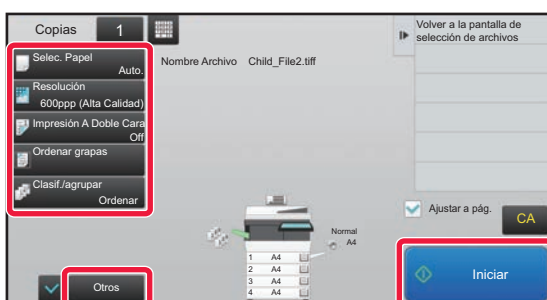 Copias
1
Volver a la pantalla de
selección de archivos
Selec. Papel
Auto.
Nombre Archivo Child_File2.tiff
Resolución
600ppp (Alta Calidad)
Impresión A Doble Cara
Off
Ordenar grapas
Clasif./agrupar
Ordenar
Ajustar a pág.
CA
Normal
A4
1 A4
2 A4
3 A4
4 A4
Otros
Iniciar